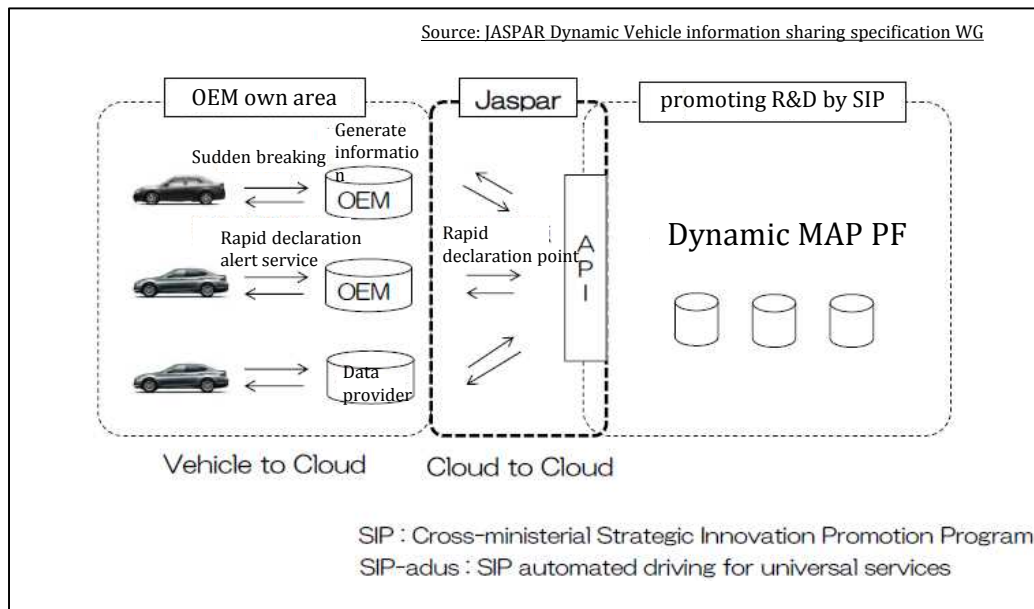 Source: JASPAR Dynamic Vehicle information sharing specification WG
OEM own area
Jaspar
promoting R&D by SIP
Generate
informatio
n
Sudden breaking
OEM
Rapid declaration
alert service
OEM
Rapid
declaration point
A
P
I
Dynamic MAP PF
Data
provider
Vehicle to Cloud
Cloud to Cloud
SIP : Cross-ministerial Strategic Innovation Promotion Program
SIP-adus : SIP automated driving for universal services